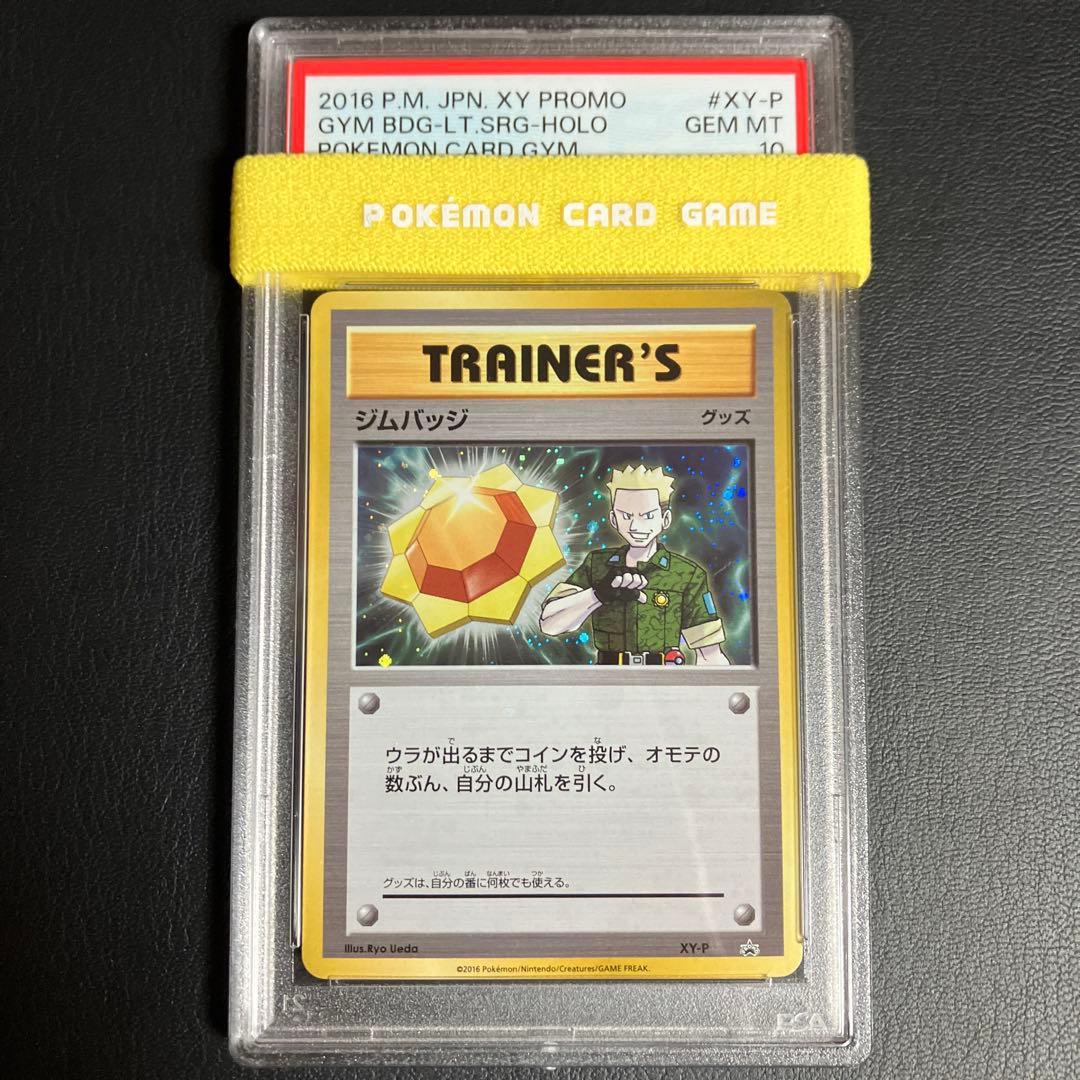 2016 P.M. JPN. XY PROMO #XY-P
GYM BDG-LT.SRG-HOLO GEM MT
POKEMON CARD GYM 10
POKÉMON CARD GAME
TRAINER'S
ジムバッジ グッズ
ウラが出るまでコインを投げ、オモテの
数ぶん、自分の山札を引く。
グッズは、自分の番に何枚でも使える。
Illus.Ryo Ueda XY-P
©2016 Pokémon/Nintendo/Creatures/GAME FREAK.